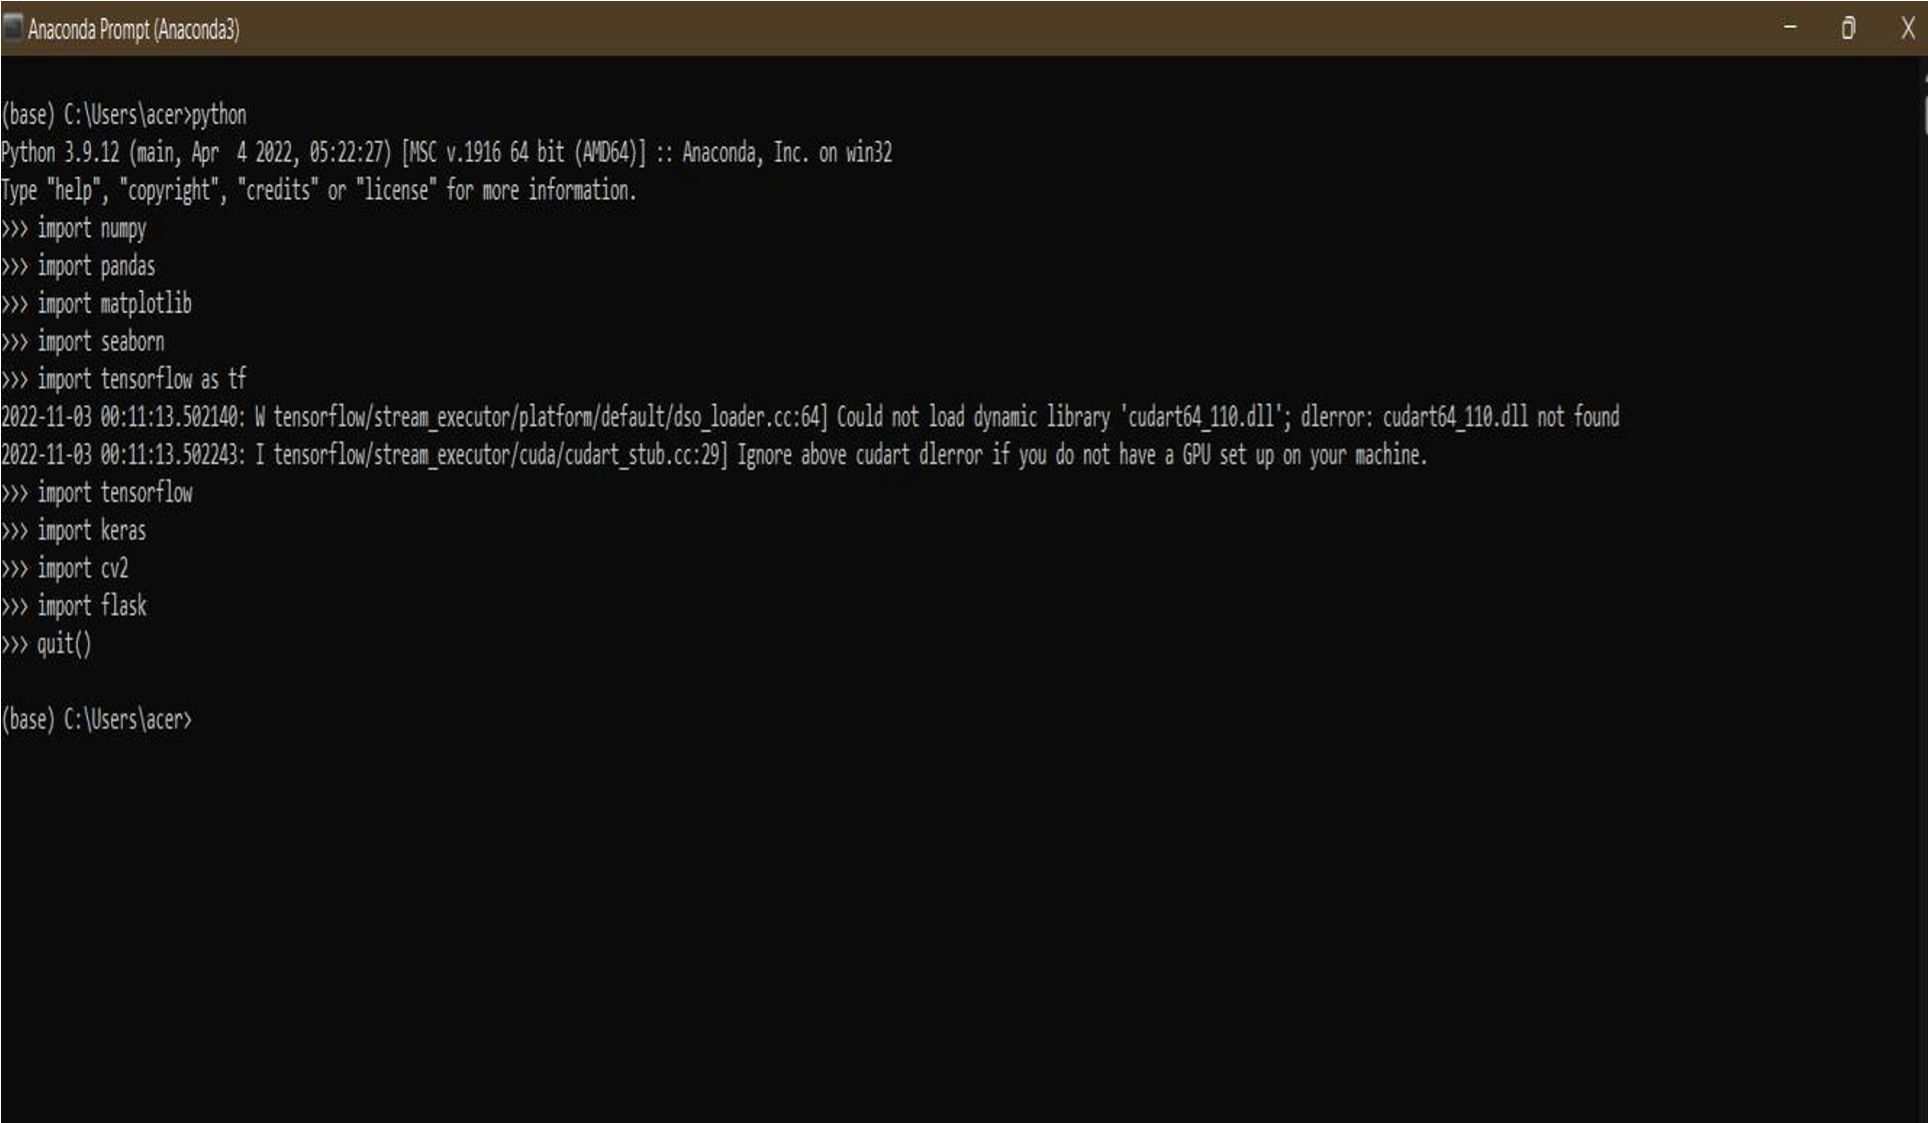 Anaconda Prompt (Anaconda3)
(base) C:\Users\acer>python
Python 3.9.12 (main, Apr  4 2022, 05:22:27) [MSC v.1916 64 bit (AMD64)] :: Anaconda, Inc. on win32
Type "help", "copyright", "credits" or "license" for more information.
>>> import numpy
>>> import pandas
>>> import matplotlib
>>> import seaborn
>>> import tensorflow as tf
2022-11-03 00:11:13.502140: W tensorflow/stream_executor/platform/default/dso_loader.cc:64] Could not load dynamic library 'cudart64_110.dll'; dlerror: cudart64_110.dll not found
2022-11-03 00:11:13.502243: I tensorflow/stream_executor/cuda/cudart_stub.cc:29] Ignore above cudart dlerror if you do not have a GPU set up on your machine.
>>> import tensorflow
>>> import keras
>>> import cv2
>>> import flask
>>> quit()
(base) C:\Users\acer>